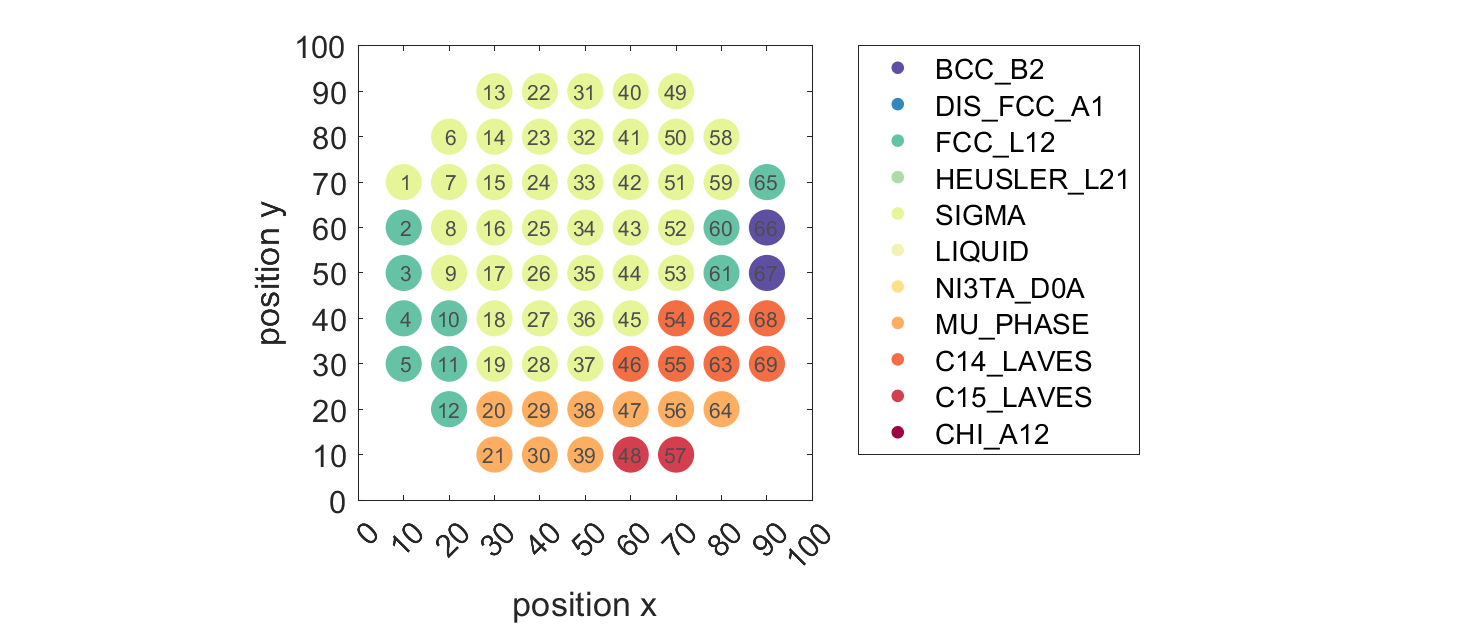 100
90 13 22 31 40 49
80 6 14 23 32 41 50 58
70 1 7 15 24 33 42 51 59 65
60 2 8 16 25 34 43 52 60 66
50 3 9 17 26 35 44 53 61 67
40 4 10 18 27 36 45 54 62 68
30 5 11 19 28 37 46 55 63 69
20 12 20 29 38 47 56 64
10 21 30 39 48 57
0
0 10 20 30 40 50 60 70 80 90 100
position x
position y
BCC_B2
DIS_FCC_A1
FCC_L12
HEUSLER_L21
SIGMA
LIQUID
NI3TA_D0A
MU_PHASE
C14_LAVES
C15_LAVES
CHI_A12